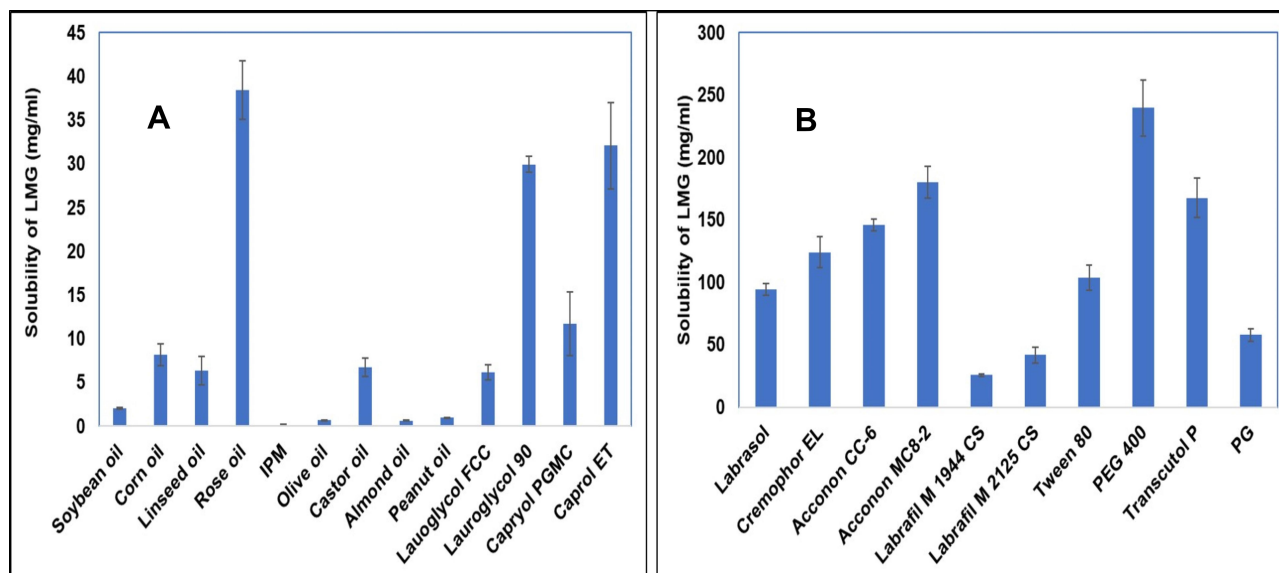 A
Solubility of LMG (mg/ml)
45
40
35
30
25
20
15
10
5
0
Soybean oil
Corn oil
Linseed oil
Rose oil
IPM
Olive oil
Castor oil
Almond oil
Peanut oil
Lauoglycol FCC
Lauroglycol 90
Capryol PGMC
Caprol ET
B
Solubility of LMG (mg/ml)
300
250
200
150
100
50
0
Labrasol
Cremophor EL
Acconon CC-6
Acconon MC8-2
Labrafil M 1944 CS
Labrafil M 2125 CS
Tween 80
PEG 400
Transcutol P
PG